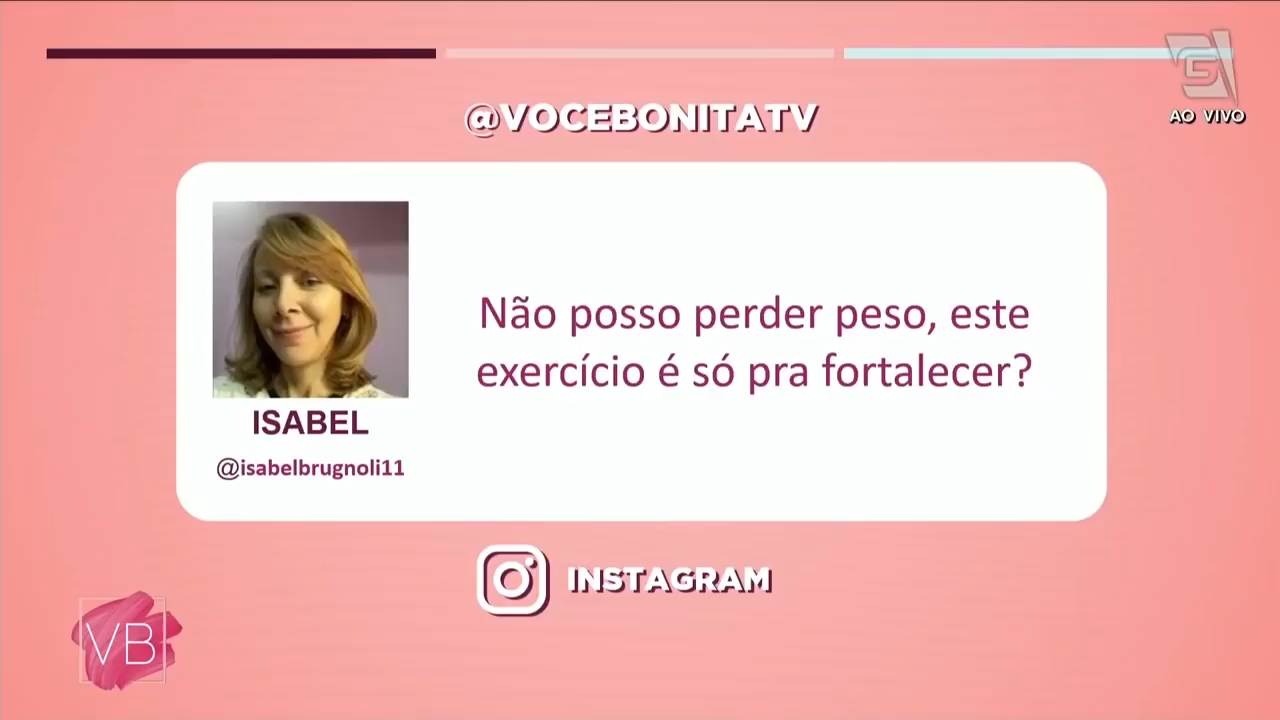 @VOCEBONITATV
G
AO VIVO
Não posso perder peso, este
exercício é só pra fortalecer?
ISABEL
@isabelbrugnoli11
INSTAGRAM
VB